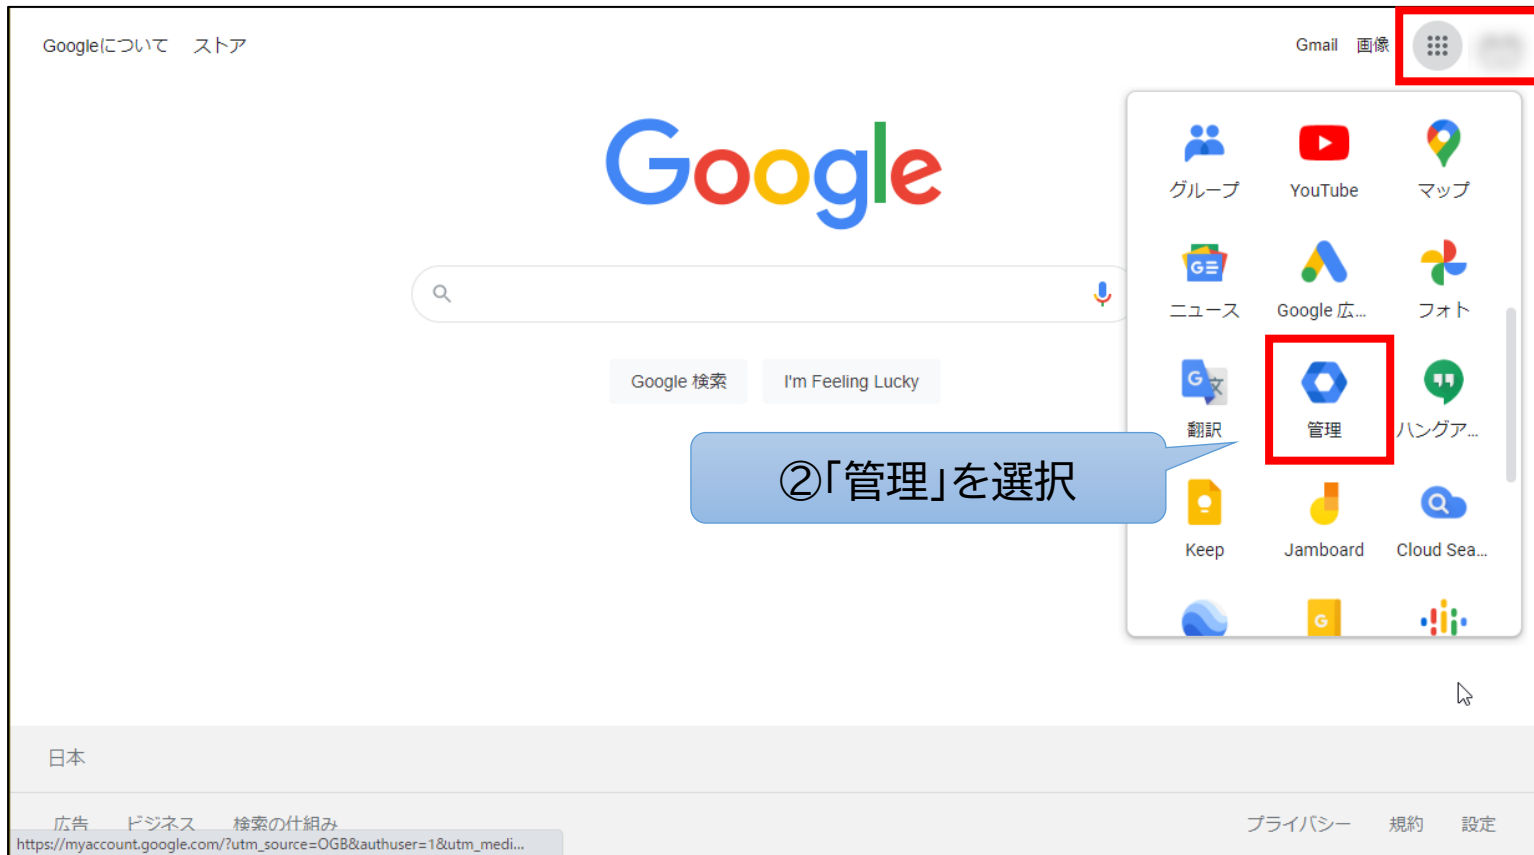 Googleについて ストア
Gmail 画像
Google
グループ YouTube マップ
G
ニュース Google 広... フォト
G 文
翻訳 管理 ハングア...
Google 検索 I'm Feeling Lucky
②「管理」を選択
Keep Jamboard Cloud Sea...
G
日本
広告 ビジネス 検索の仕組み
プライバシー 規約 設定
https://myaccount.google.com/?utm_source=OGB&authuser=1&utm_medi...